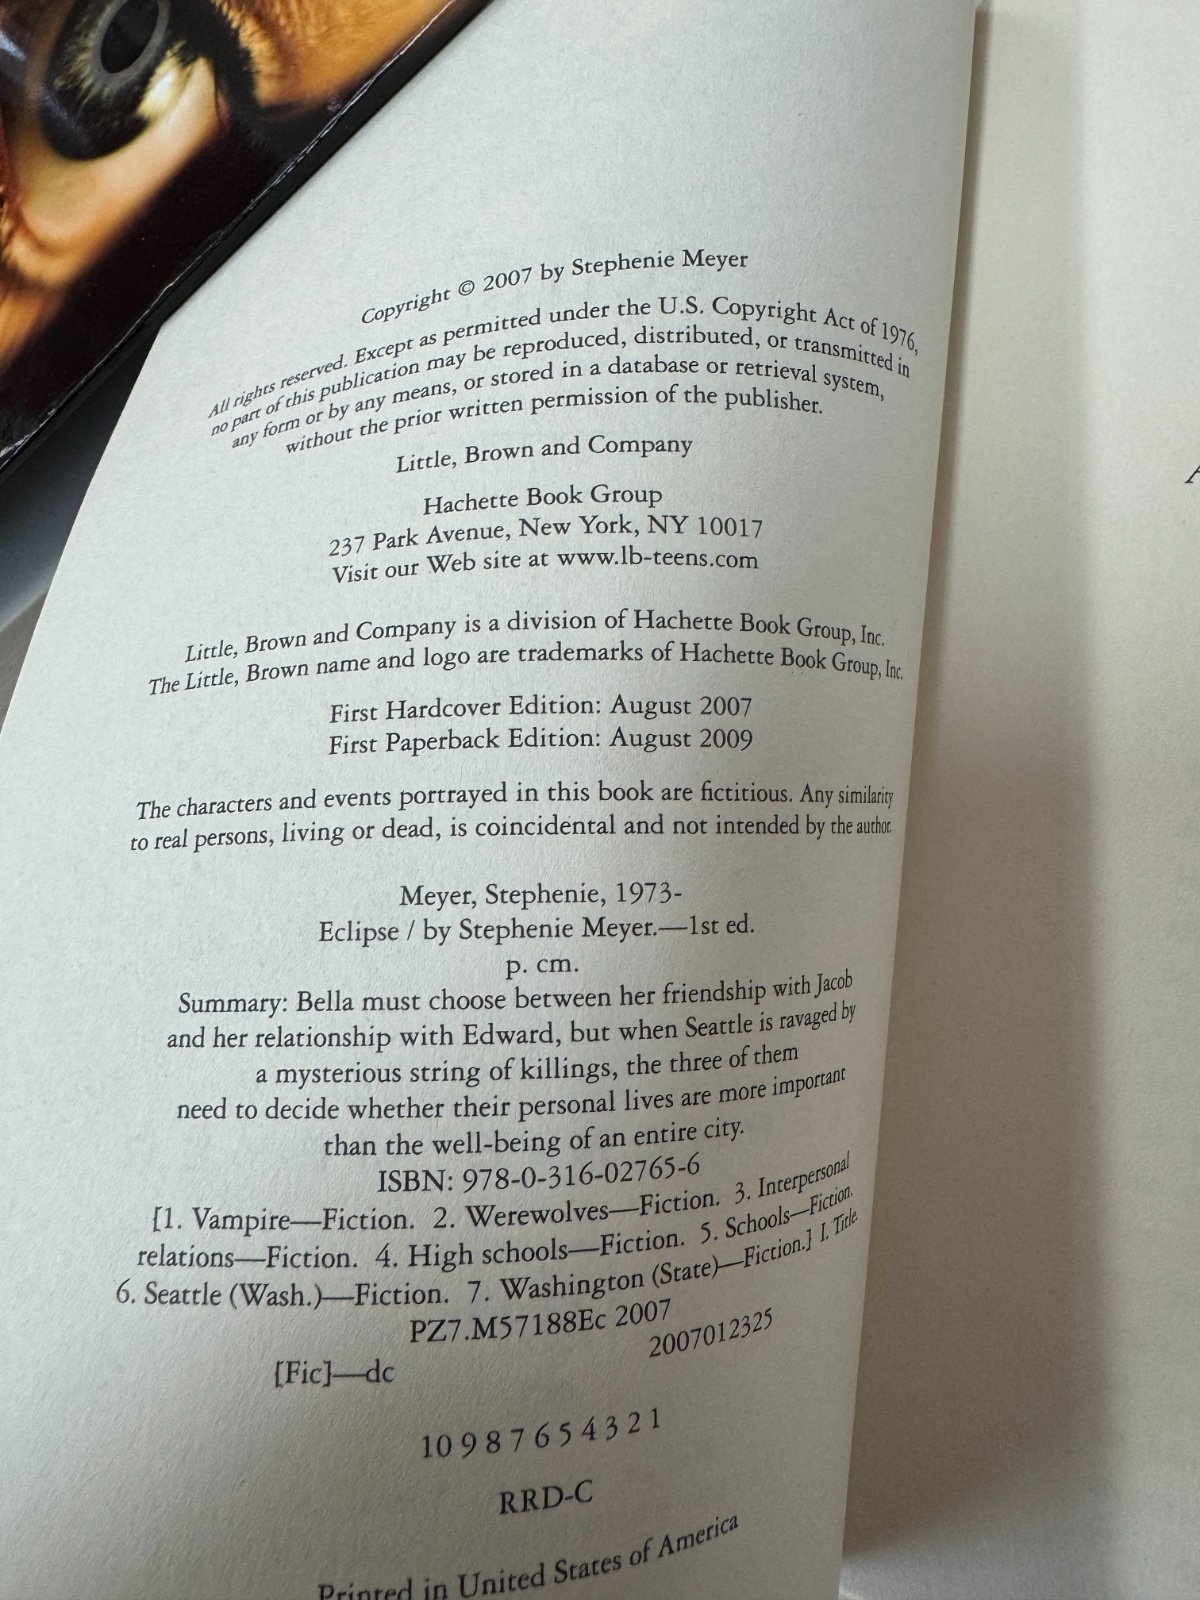 Copyright © 2007 by Stephenie Meyer
All rights reserved. Except as permitted under the U.S. Copyright Act of 1976,
no part of this publication may be reproduced, distributed, or transmitted in
any form or by any means, or stored in a database or retrieval system,
without the prior written permission of the publisher.
Little, Brown and Company
Hachette Book Group
237 Park Avenue, New York, NY 10017
Visit our Web site at www.lb-teens.com
Little, Brown and Company is a division of Hachette Book Group, Inc.
The Little, Brown name and logo are trademarks of Hachette Book Group, Inc.
First Hardcover Edition: August 2007
First Paperback Edition: August 2009
The characters and events portrayed in this book are fictitious. Any similarity
to real persons, living or dead, is coincidental and not intended by the author.
Meyer, Stephenie, 1973-
Eclipse / by Stephenie Meyer.—1st ed.
p. cm.
Summary: Bella must choose between her friendship with Jacob
and her relationship with Edward, but when Seattle is ravaged by
a mysterious string of killings, the three of them
need to decide whether their personal lives are more important
than the well-being of an entire city.
ISBN: 978-0-316-02765-6
[1. Vampire—Fiction. 2. Werewolves—Fiction. 3. Interpersonal
relations—Fiction. 4. High schools—Fiction. 5. Schools—Fiction.
6. Seattle (Wash.)—Fiction. 7. Washington (State)—Fiction.] I. Title.
PZ7.M57188Ec 2007
[Fic]—dc 2007012325
10 9 8 7 6 5 4 3 2 1
RRD-C
Printed in United States of America
A